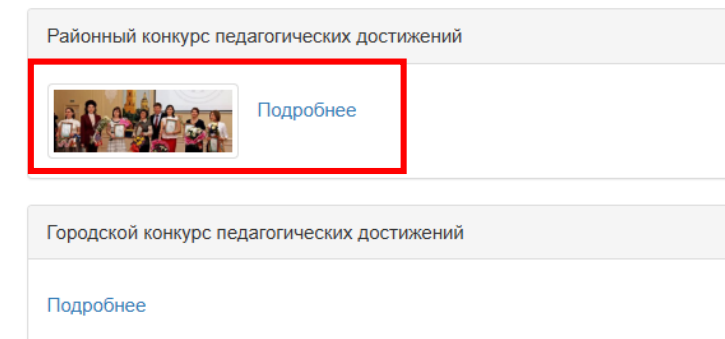 Районный конкурс педагогических достижений
Подробнее
Городской конкурс педагогических достижений
Подробнее